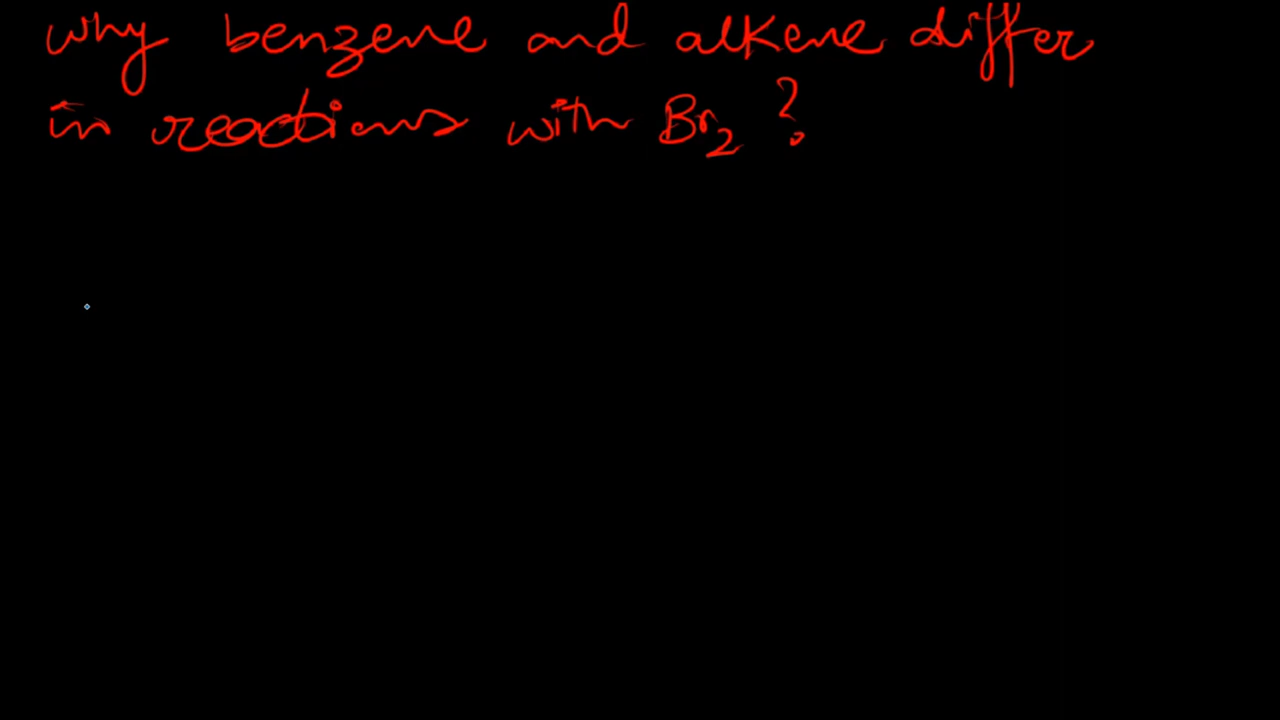 why benzene and alkene differ
in reactions with Br₂ ?